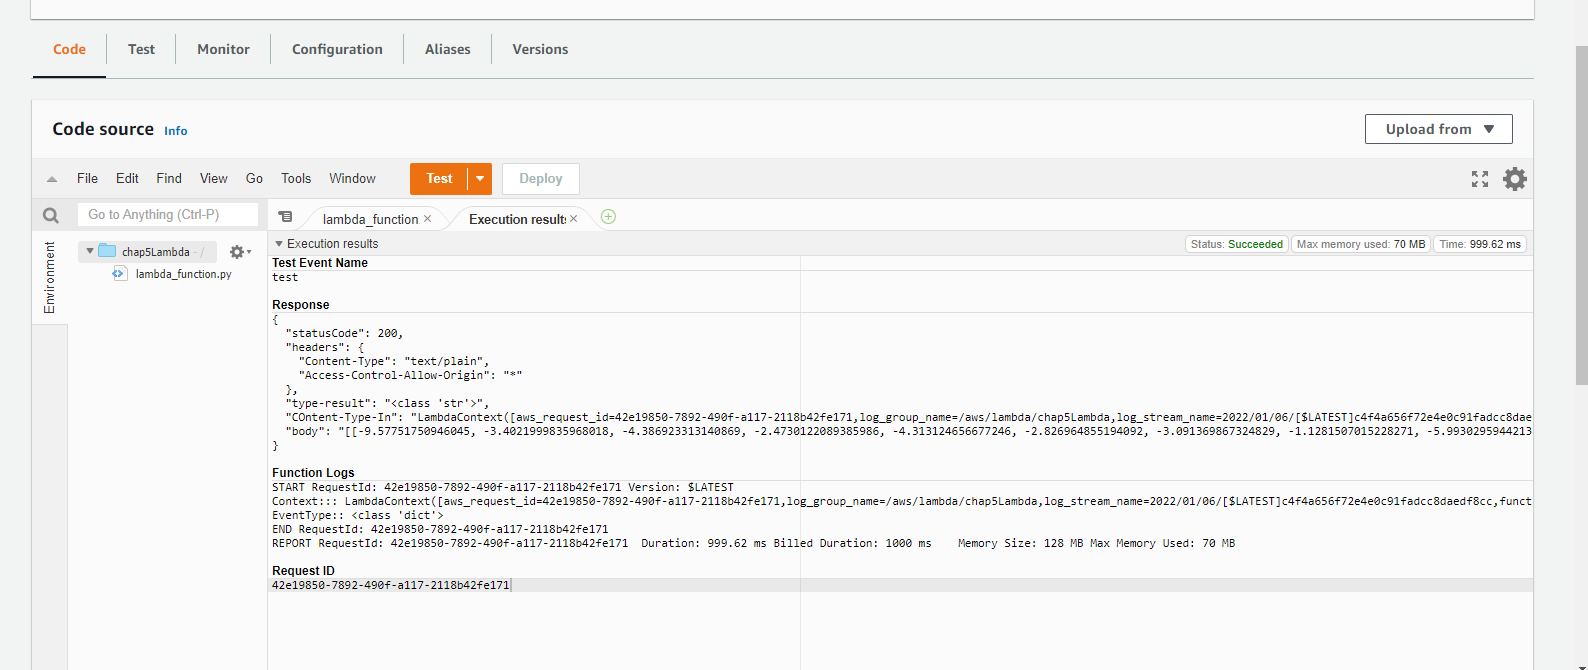 Code Test Monitor Configuration Aliases Versions
Code source Info
Upload from
File Edit Find View Go Tools Window Test Deploy
Go to Anything (Ctrl-P)
lambda_function Execution results
Environment
chap5Lambda - /
lambda_function.py
Execution results
Status: Succeeded Max memory used: 70 MB Time: 999.62 ms
Test Event Name
test
Response
{
"statusCode": 200,
"headers": {
"Content-Type": "text/plain",
"Access-Control-Allow-Origin": "*"
},
"type-result": "<class 'str'>",
"COntent-Type-In": "LambdaContext([aws_request_id=42e19850-7892-490f-a117-2118b42fe171,log_group_name=/aws/lambda/chap5Lambda,log_stream_name=2022/01/06/[$LATEST]c4f4a656f72e4e0c91fadcc8dae
"body": "[[-9.57751750946045, -3.4021999835968018, -4.386923313140869, -2.4730122089385986, -4.313124656677246, -2.826964855194092, -3.091369867324829, -1.1281507015228271, -5.9930295944213
}
Function Logs
START RequestId: 42e19850-7892-490f-a117-2118b42fe171 Version: $LATEST
Context::: LambdaContext([aws_request_id=42e19850-7892-490f-a117-2118b42fe171,log_group_name=/aws/lambda/chap5Lambda,log_stream_name=2022/01/06/[$LATEST]c4f4a656f72e4e0c91fadcc8daedf8cc,funct
EventType:: <class 'dict'>
END RequestId: 42e19850-7892-490f-a117-2118b42fe171
REPORT RequestId: 42e19850-7892-490f-a117-2118b42fe171 Duration: 999.62 ms Billed Duration: 1000 ms Memory Size: 128 MB Max Memory Used: 70 MB
Request ID
42e19850-7892-490f-a117-2118b42fe171